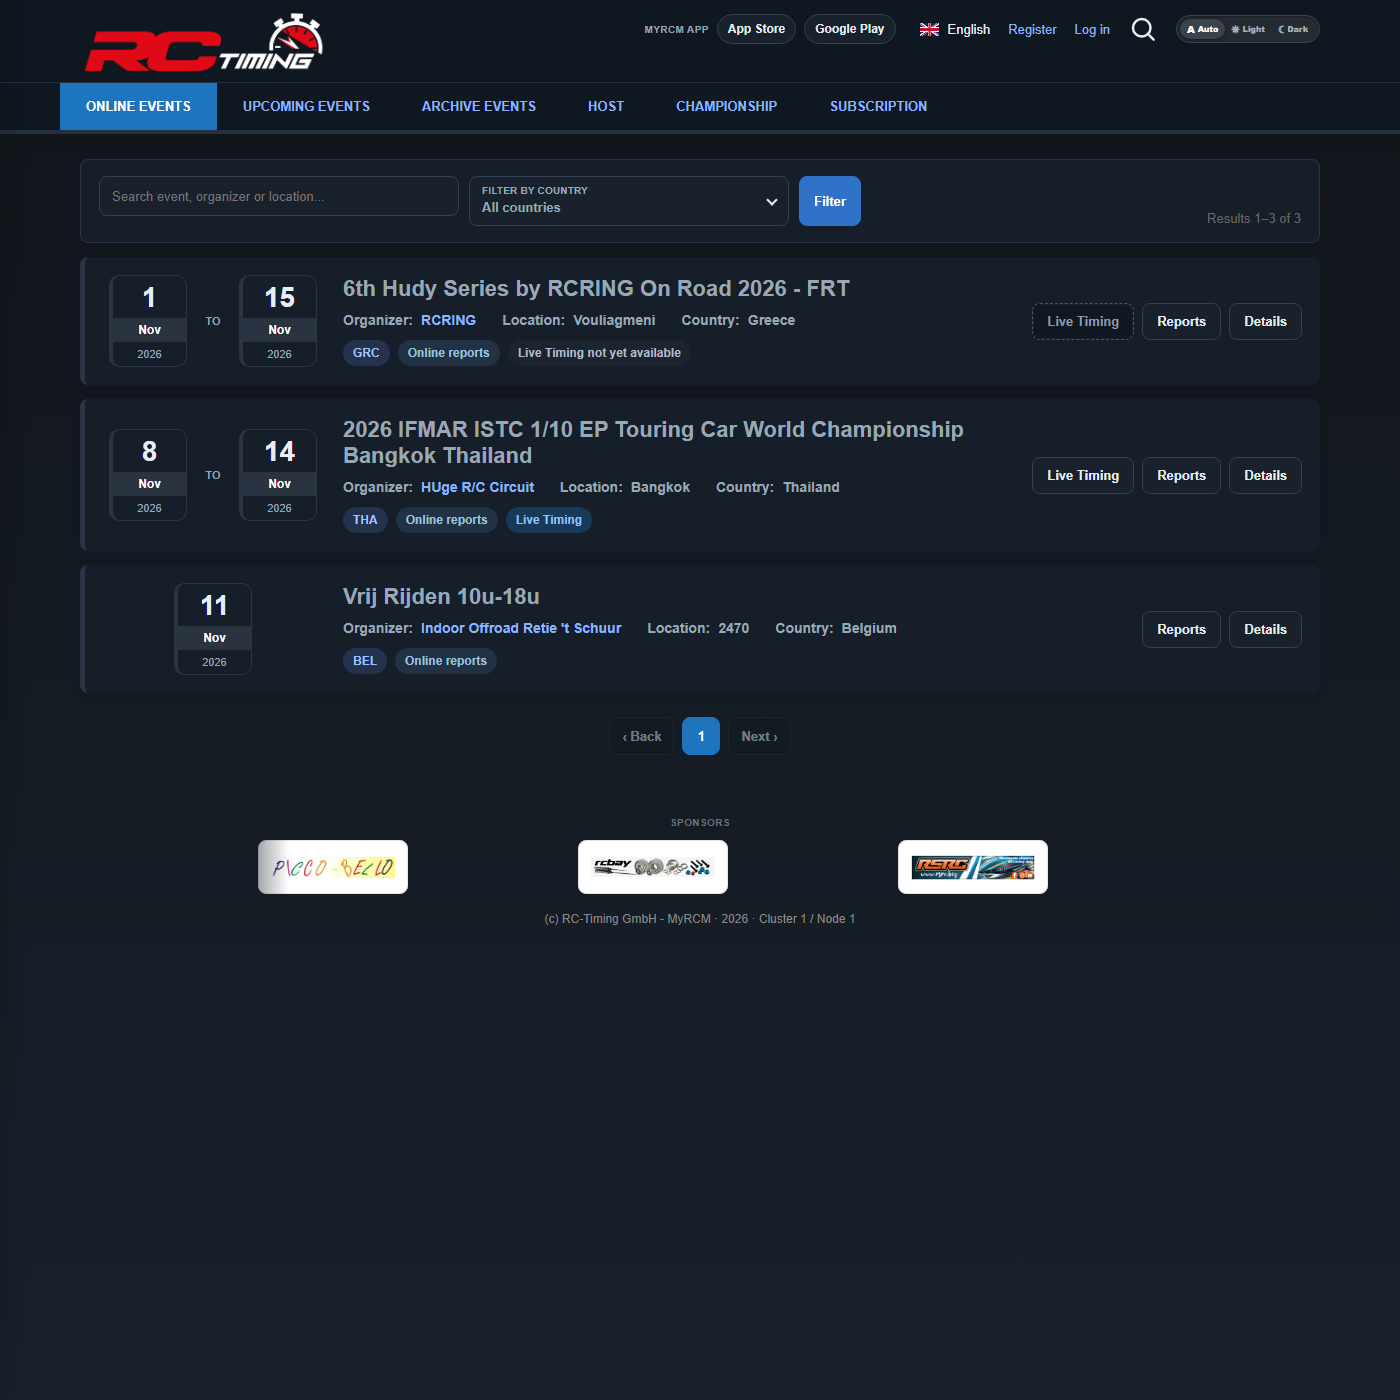 RC TIMING
MYRCM APP App Store Google Play English Register Log in A Auto Light Dark
ONLINE EVENTS UPCOMING EVENTS ARCHIVE EVENTS HOST CHAMPIONSHIP SUBSCRIPTION
Search event, organizer or location...
FILTER BY COUNTRY
All countries
Filter
Results 1–3 of 3
1 Nov 2026
TO
15 Nov 2026
6th Hudy Series by RCRING On Road 2026 - FRT
Organizer: RCRING Location: Vouliagmeni Country: Greece
GRC Online reports Live Timing not yet available
Live Timing Reports Details
8 Nov 2026
TO
14 Nov 2026
2026 IFMAR ISTC 1/10 EP Touring Car World Championship
Bangkok Thailand
Organizer: HUge R/C Circuit Location: Bangkok Country: Thailand
THA Online reports Live Timing
Live Timing Reports Details
11 Nov 2026
Vrij Rijden 10u-18u
Organizer: Indoor Offroad Retie 't Schuur Location: 2470 Country: Belgium
BEL Online reports
Reports Details
‹ Back 1 Next ›
SPONSORS
PICCO - BELLO
rcbay
RSRC
(c) RC-Timing GmbH - MyRCM · 2026 · Cluster 1 / Node 1